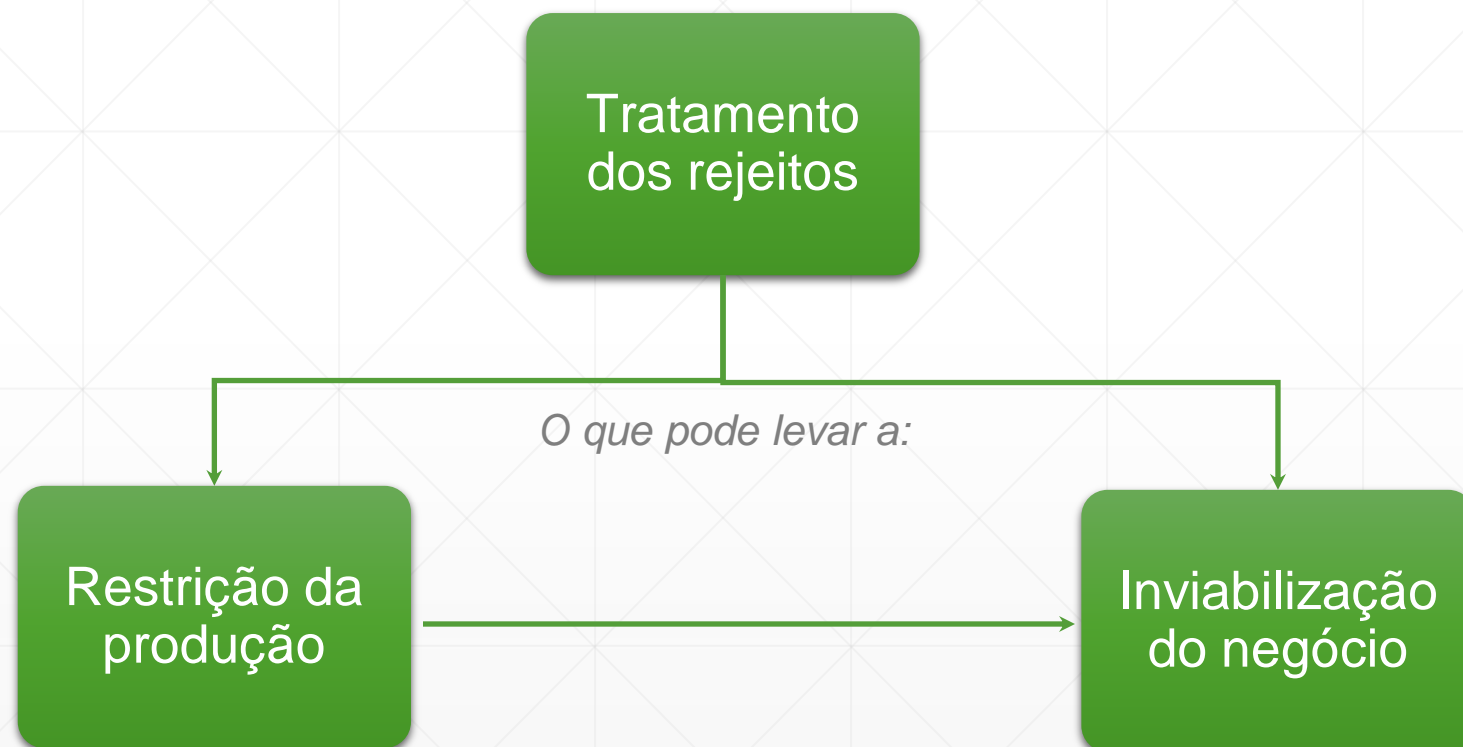 Tratamento
dos rejeitos
O que pode levar a:
Restrição da
produção
Inviabilização
do negócio